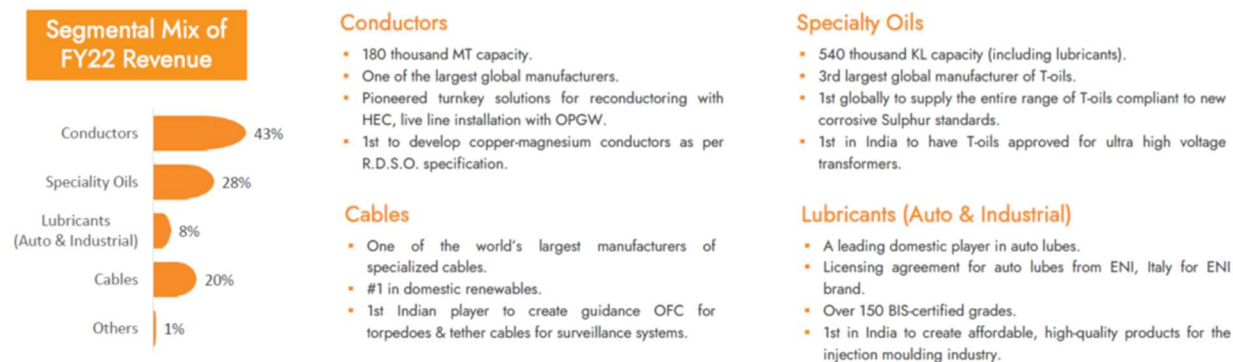 Segmental Mix of
FY22 Revenue
Conductors
43%
Speciality Oils
28%
Lubricants
(Auto & Industrial)
8%
Cables
20%
Others
1%
Conductors
▪ 180 thousand MT capacity.
▪ One of the largest global manufacturers.
▪ Pioneered turnkey solutions for reconductoring with
HEC, live line installation with OPGW.
▪ 1st to develop copper-magnesium conductors as per
R.D.S.O. specification.
Cables
▪ One of the world's largest manufacturers of
specialized cables.
▪ #1 in domestic renewables.
▪ 1st Indian player to create guidance OFC for
torpedoes & tether cables for surveillance systems.
Specialty Oils
▪ 540 thousand KL capacity (including lubricants).
▪ 3rd largest global manufacturer of T-oils.
▪ 1st globally to supply the entire range of T-oils compliant to new
corrosive Sulphur standards.
▪ 1st in India to have T-oils approved for ultra high voltage
transformers.
Lubricants (Auto & Industrial)
▪ A leading domestic player in auto lubes.
▪ Licensing agreement for auto lubes from ENI, Italy for ENI
brand.
▪ Over 150 BIS-certified grades.
▪ 1st in India to create affordable, high-quality products for the
injection moulding industry.